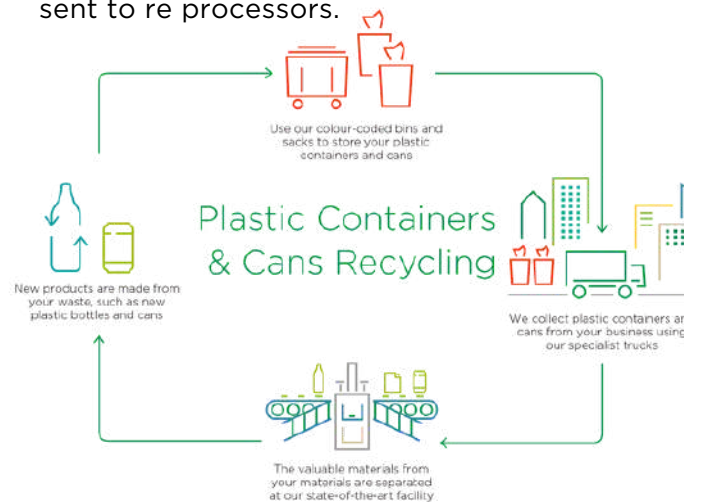 sent to re processors.
Use our colour-coded bins and
sacks to store your plastic
containers and cans
Plastic Containers
& Cans Recycling
New products are made from
your waste, such as new
plastic bottles and cans
We collect plastic containers
cans from your business using
our specialist trucks
The valuable materials from
your materials are separated
at our state-of-the-art facility